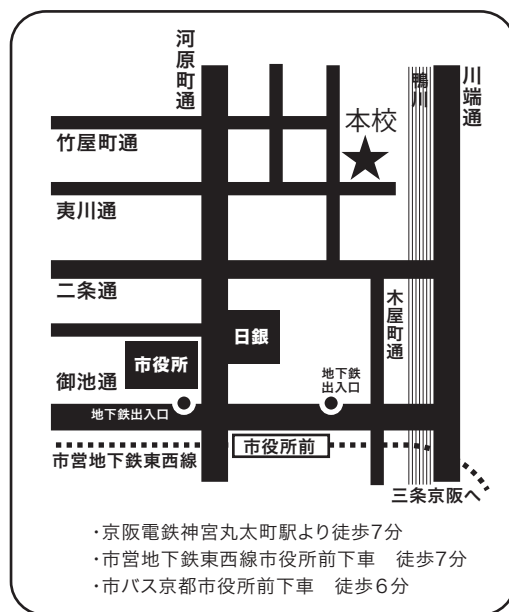 河原町通
鴨川
川端通
本校
竹屋町通
夷川通
二条通
木屋町通
日銀
市役所
地下鉄
出入口
御池通
地下鉄出入口
市役所前
市営地下鉄東西線
三条京阪へ
・京阪電鉄神宮丸太町駅より徒歩7分
・市営地下鉄東西線市役所前下車　徒歩7分
・市バス京都市役所前下車　徒歩6分